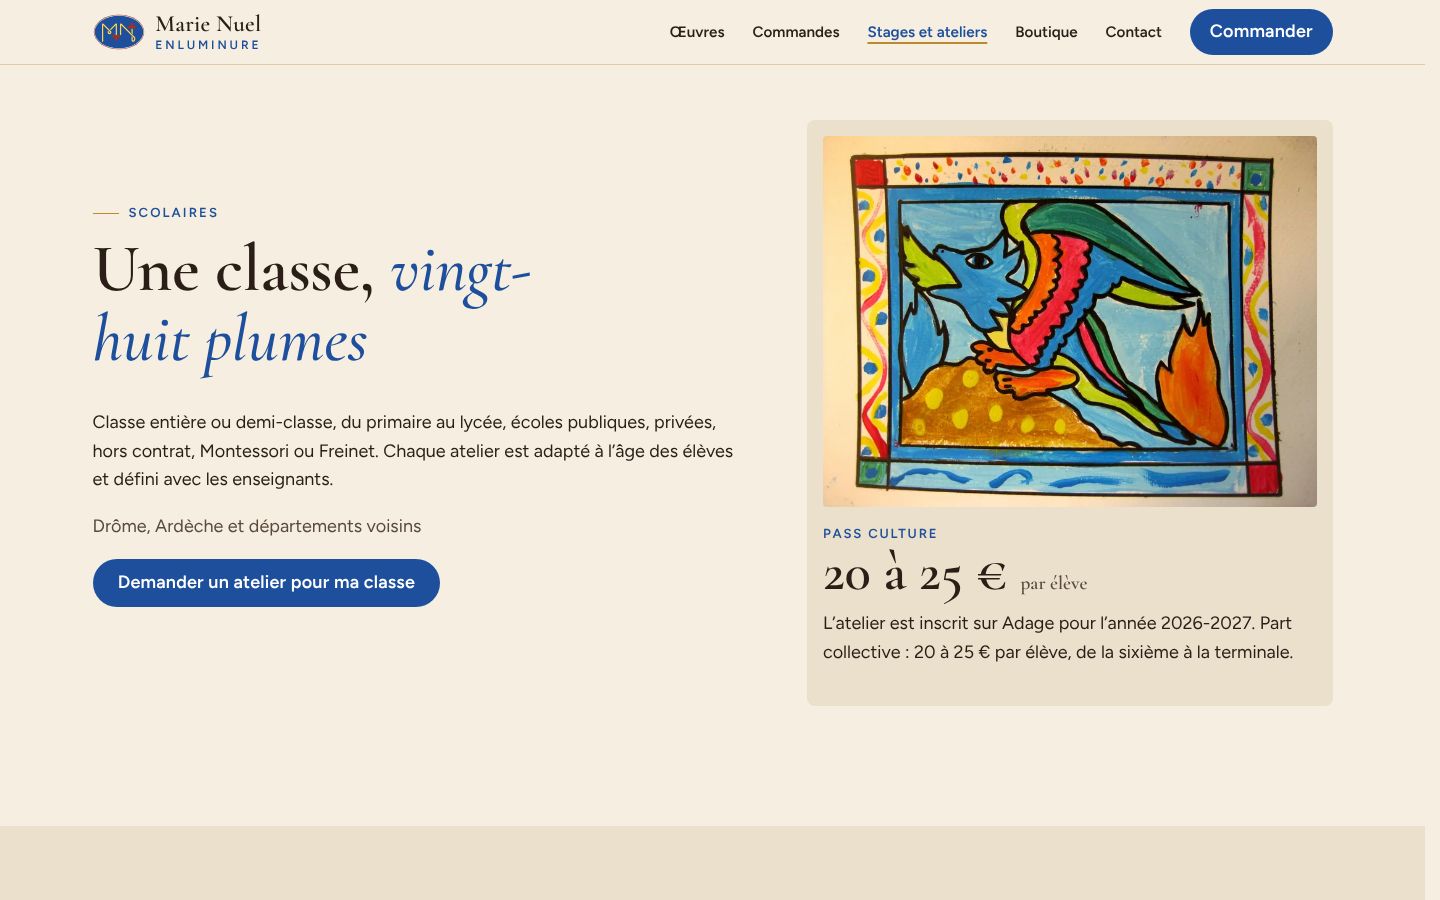 Marie Nuel
ENLUMINURE
Œuvres
Commandes
Stages et ateliers
Boutique
Contact
Commander
SCOLAIRES
Une classe, vingt-
huit plumes
Classe entière ou demi-classe, du primaire au lycée, écoles publiques, privées,
hors contrat, Montessori ou Freinet. Chaque atelier est adapté à l’âge des élèves
et défini avec les enseignants.
Drôme, Ardèche et départements voisins
Demander un atelier pour ma classe
PASS CULTURE
20 à 25 € par élève
L’atelier est inscrit sur Adage pour l’année 2026-2027. Part
collective : 20 à 25 € par élève, de la sixième à la terminale.